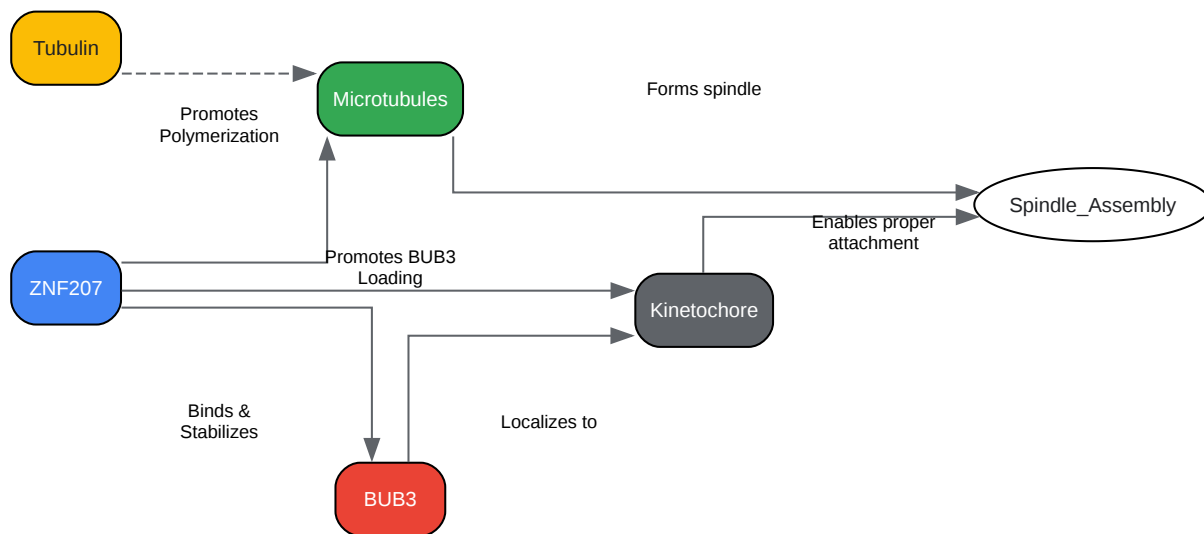 Tubulin
Microtubules
Forms spindle
Promotes
Polymerization
Spindle_Assembly
Enables proper
attachment
Promotes BUB3
Loading
ZNF207
Kinetochore
Binds &
Stabilizes
Localizes to
BUB3